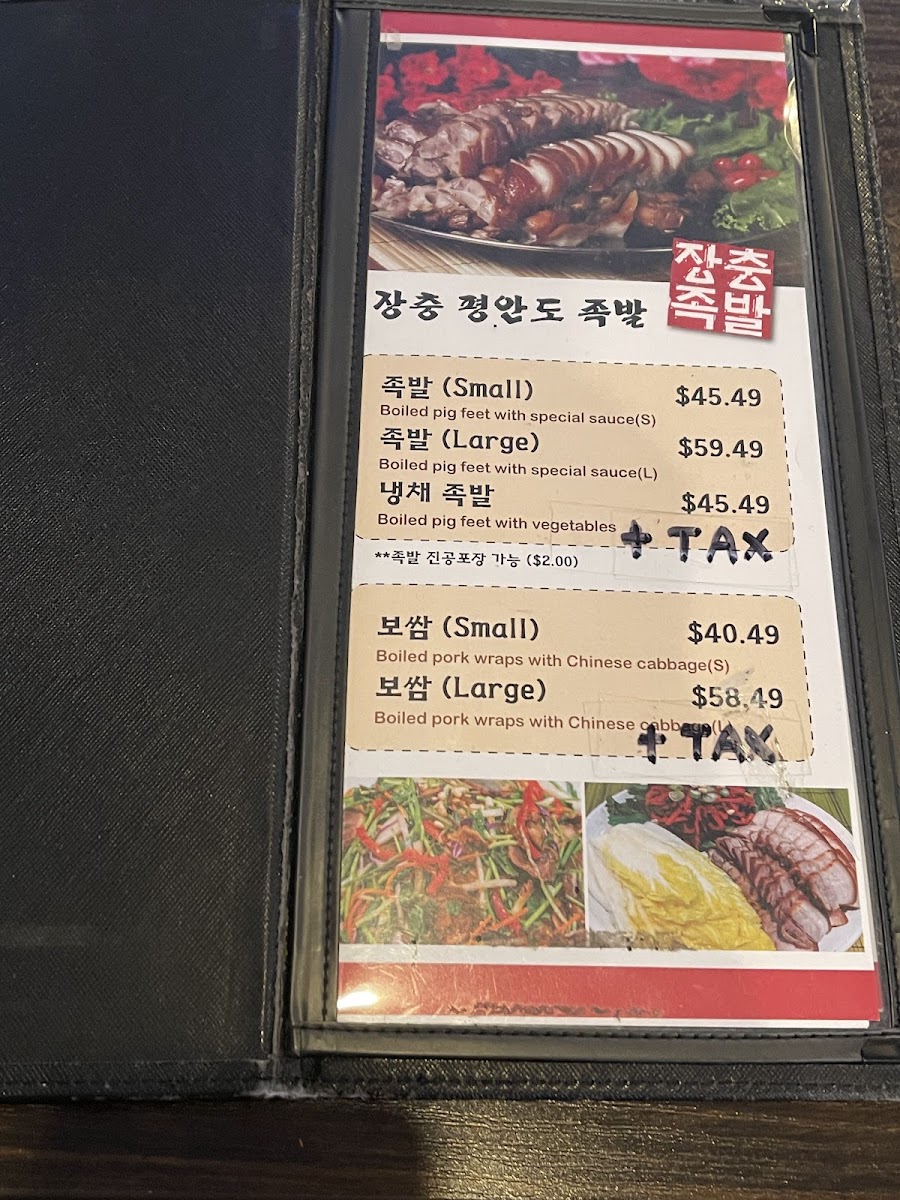 장충
족발
장충 평안도 족발
족발 (Small) $45.49
Boiled pig feet with special sauce(S)
족발 (Large) $59.49
Boiled pig feet with special sauce(L)
냉채 족발 $45.49
Boiled pig feet with vegetables
+ TAX
**족발 진공포장 가능 ($2.00)
보쌈 (Small) $40.49
Boiled pork wraps with Chinese cabbage(S)
보쌈 (Large) $58,49
Boiled pork wraps with Chinese cabbage(L)
+ TAX